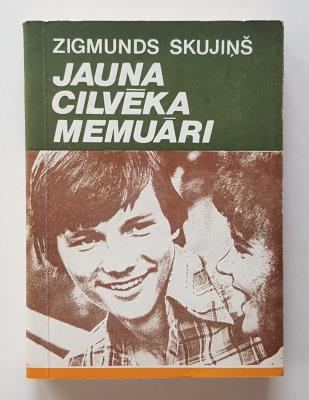 ZIGMUNDS SKUJIŅŠ
JAUNA
CILVĒKA
MEMUĀRI